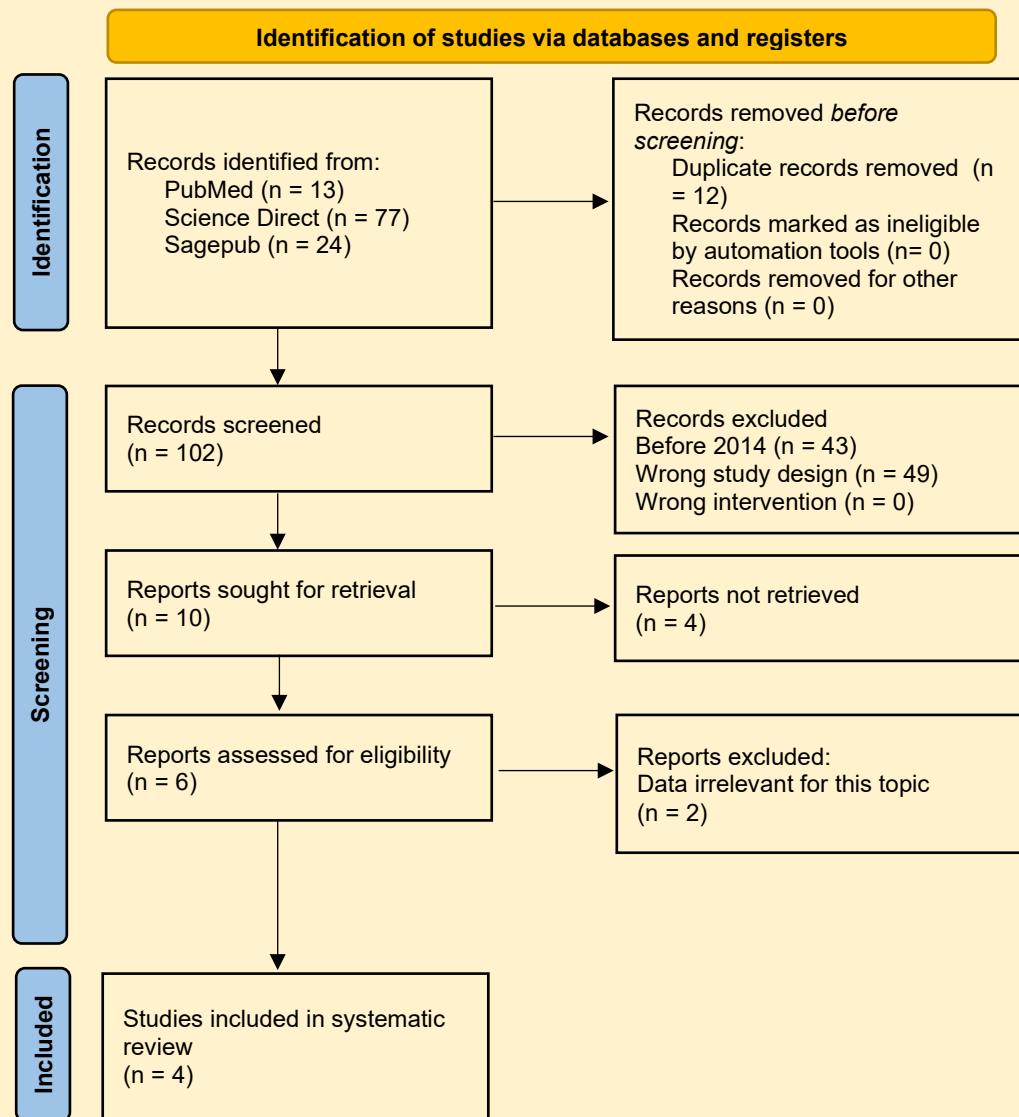 Identification of studies via databases and registers
Identification
Records identified from:
PubMed (n = 13)
Science Direct (n = 77)
Sagepub (n = 24)
Records removed before
screening:
Duplicate records removed (n
= 12)
Records marked as ineligible
by automation tools (n= 0)
Records removed for other
reasons (n = 0)
Screening
Records screened
(n = 102)
Records excluded
Before 2014 (n = 43)
Wrong study design (n = 49)
Wrong intervention (n = 0)
Reports sought for retrieval
(n = 10)
Reports not retrieved
(n = 4)
Reports assessed for eligibility
(n = 6)
Reports excluded:
Data irrelevant for this topic
(n = 2)
Included
Studies included in systematic
review
(n = 4)